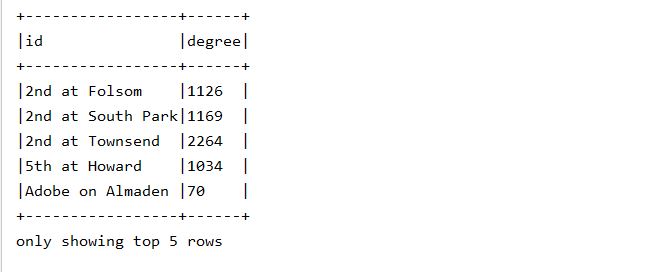 +-----------------+------+
|id               |degree|
+-----------------+------+
|2nd at Folsom    |1126  |
|2nd at South Park|1169  |
|2nd at Townsend  |2264  |
|5th at Howard    |1034  |
|Adobe on Almaden |70    |
+-----------------+------+
only showing top 5 rows